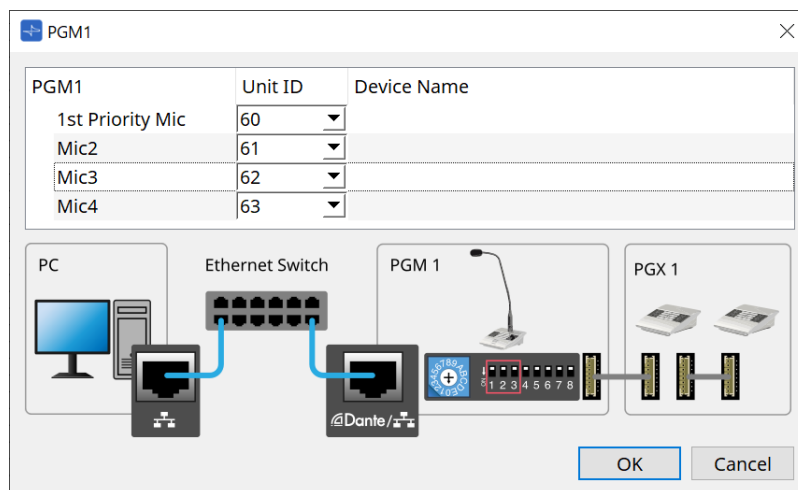 PGM1
PGM1 Unit ID Device Name
1st Priority Mic 60
Mic2 61
Mic3 62
Mic4 63
PC Ethernet Switch PGM 1 PGX 1
1 2 3 4 5 6 7 8
Dante/
OK Cancel